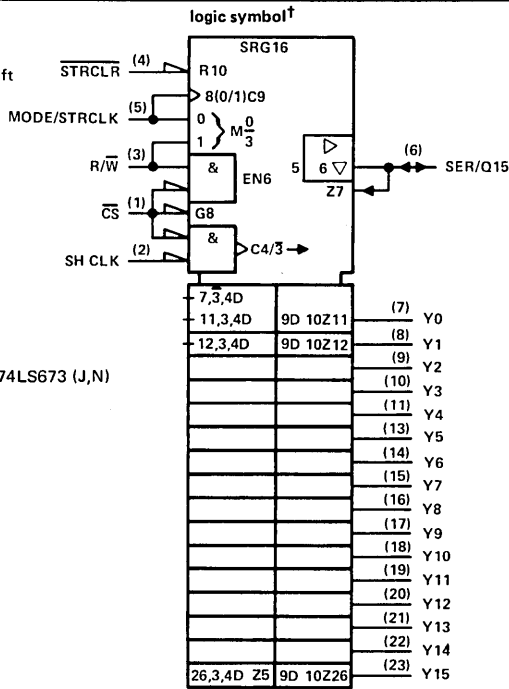 logic symbol†
SRG16
ft
STRCLR (4) R10
8(0/1)C9
MODE/STRCLK (5) 0
1 M 0/3
R/W (3)
& EN6
CS (1) G8
&
SH CLK (2) C4/3
5 6 Z7
(6) SER/Q15
7,3,4D
11,3,4D 9D 10Z11 (7) Y0
12,3,4D 9D 10Z12 (8) Y1
(9) Y2
74LS673 (J,N)
(10) Y3
(11) Y4
(13) Y5
(14) Y6
(15) Y7
(16) Y8
(17) Y9
(18) Y10
(19) Y11
(20) Y12
(21) Y13
(22) Y14
26,3,4D Z5 9D 10Z26 (23) Y15